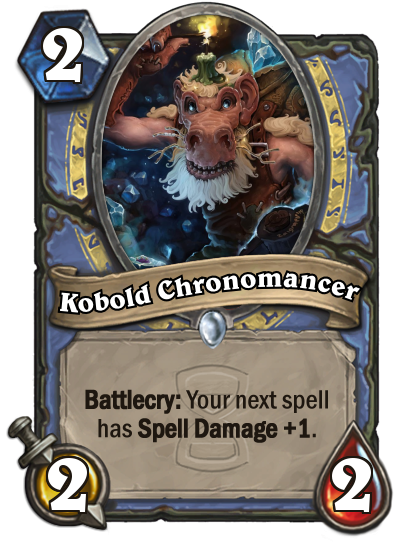 2
Kobold Chronomancer
Battlecry: Your next spell
has Spell Damage +1.
2
2